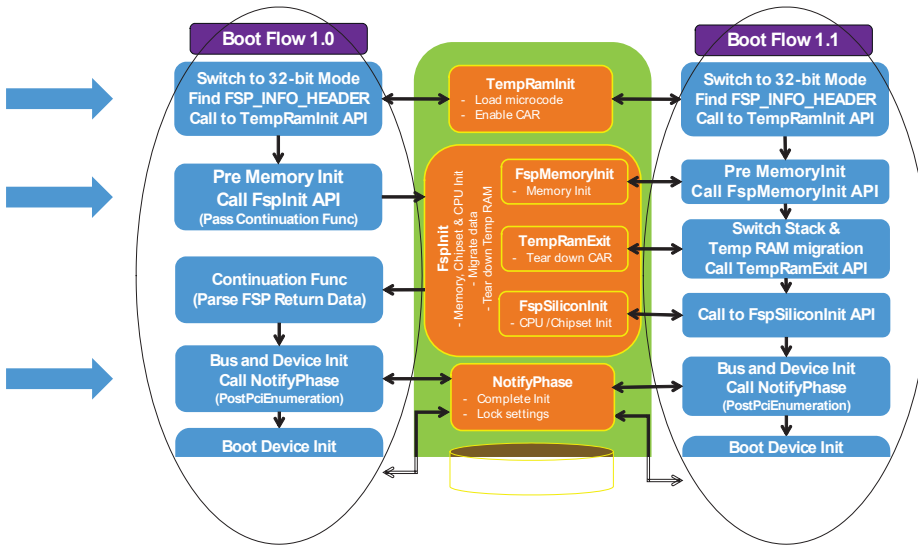 Boot Flow 1.0
Switch to 32-bit Mode
Find FSP_INFO_HEADER
Call to TempRamInit API
Pre Memory Init
Call FspInit API
(Pass Continuation Func)
Continuation Func
(Parse FSP Return Data)
Bus and Device Init
Call NotifyPhase
(PostPciEnumeration)
Boot Device Init
TempRamInit
- Load microcode
- Enable CAR
FspInit
- Memory, Chipset & CPU Init
- Migrate data
- Tear down Temp RAM
FspMemoryInit
- Memory Init
TempRamExit
- Tear down CAR
FspSiliconInit
- CPU /Chipset Init
NotifyPhase
- Complete Init
- Lock settings
Boot Flow 1.1
Switch to 32-bit Mode
Find FSP_INFO_HEADER
Call to TempRamInit API
Pre MemoryInit
Call FspMemoryInit API
Switch Stack &
Temp RAM migration
Call TempRamExit API
Call to FspSiliconInit API
Bus and Device Init
Call NotifyPhase
(PostPciEnumeration)
Boot Device Init